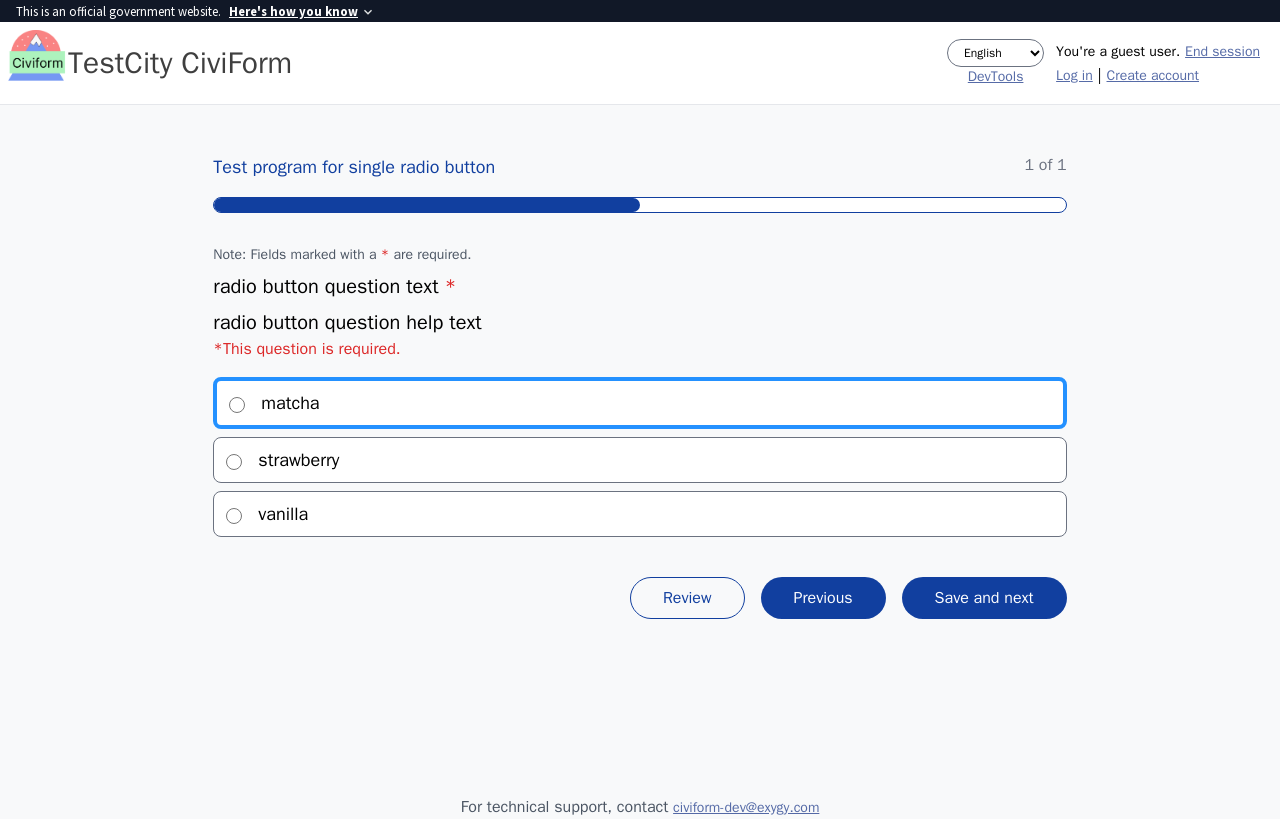 This is an official government website. Here's how you know
Civiform
TestCity CiviForm
English
DevTools
You're a guest user. End session
Log in | Create account
Test program for single radio button
1 of 1
Note: Fields marked with a * are required.
radio button question text *
radio button question help text
*This question is required.
matcha
strawberry
vanilla
Review
Previous
Save and next
For technical support, contact civiform-dev@exygy.com